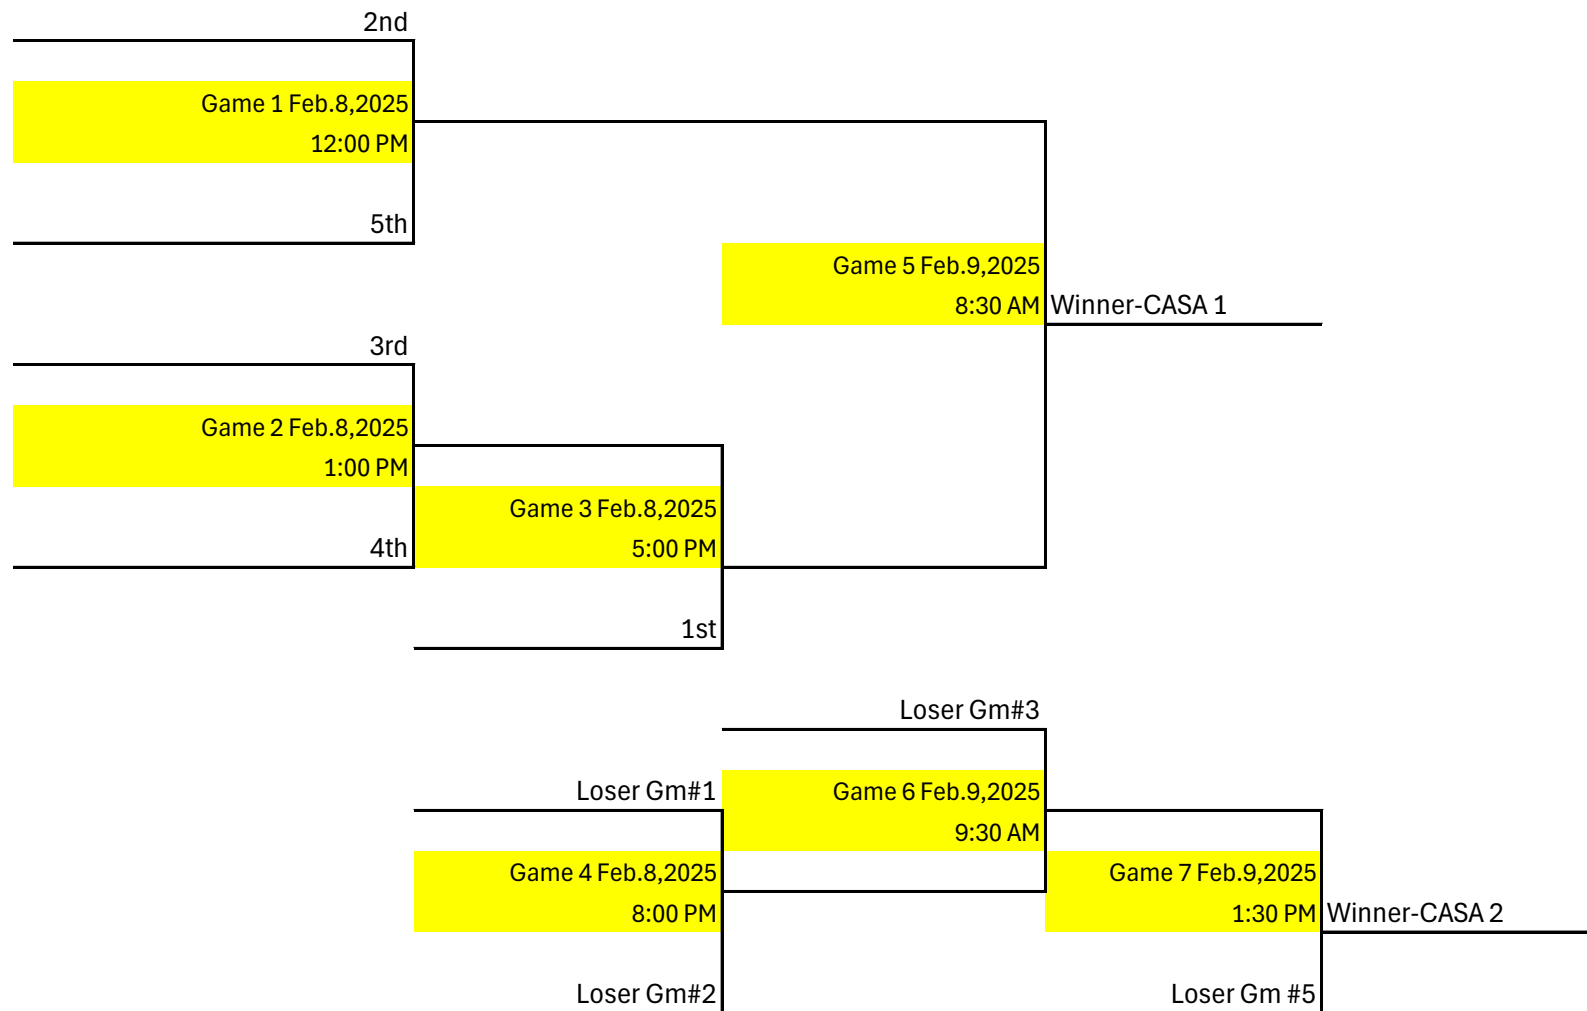 2nd
Game 1 Feb.8,2025
12:00 PM
5th
Game 5 Feb.9,2025
8:30 AM
Winner-CASA 1
3rd
Game 2 Feb.8,2025
1:00 PM
Game 3 Feb.8,2025
4th
5:00 PM
1st
Loser Gm#3
Loser Gm#1
Game 6 Feb.9,2025
9:30 AM
Game 4 Feb.8,2025
Game 7 Feb.9,2025
8:00 PM
1:30 PM
Winner-CASA 2
Loser Gm#2
Loser Gm #5